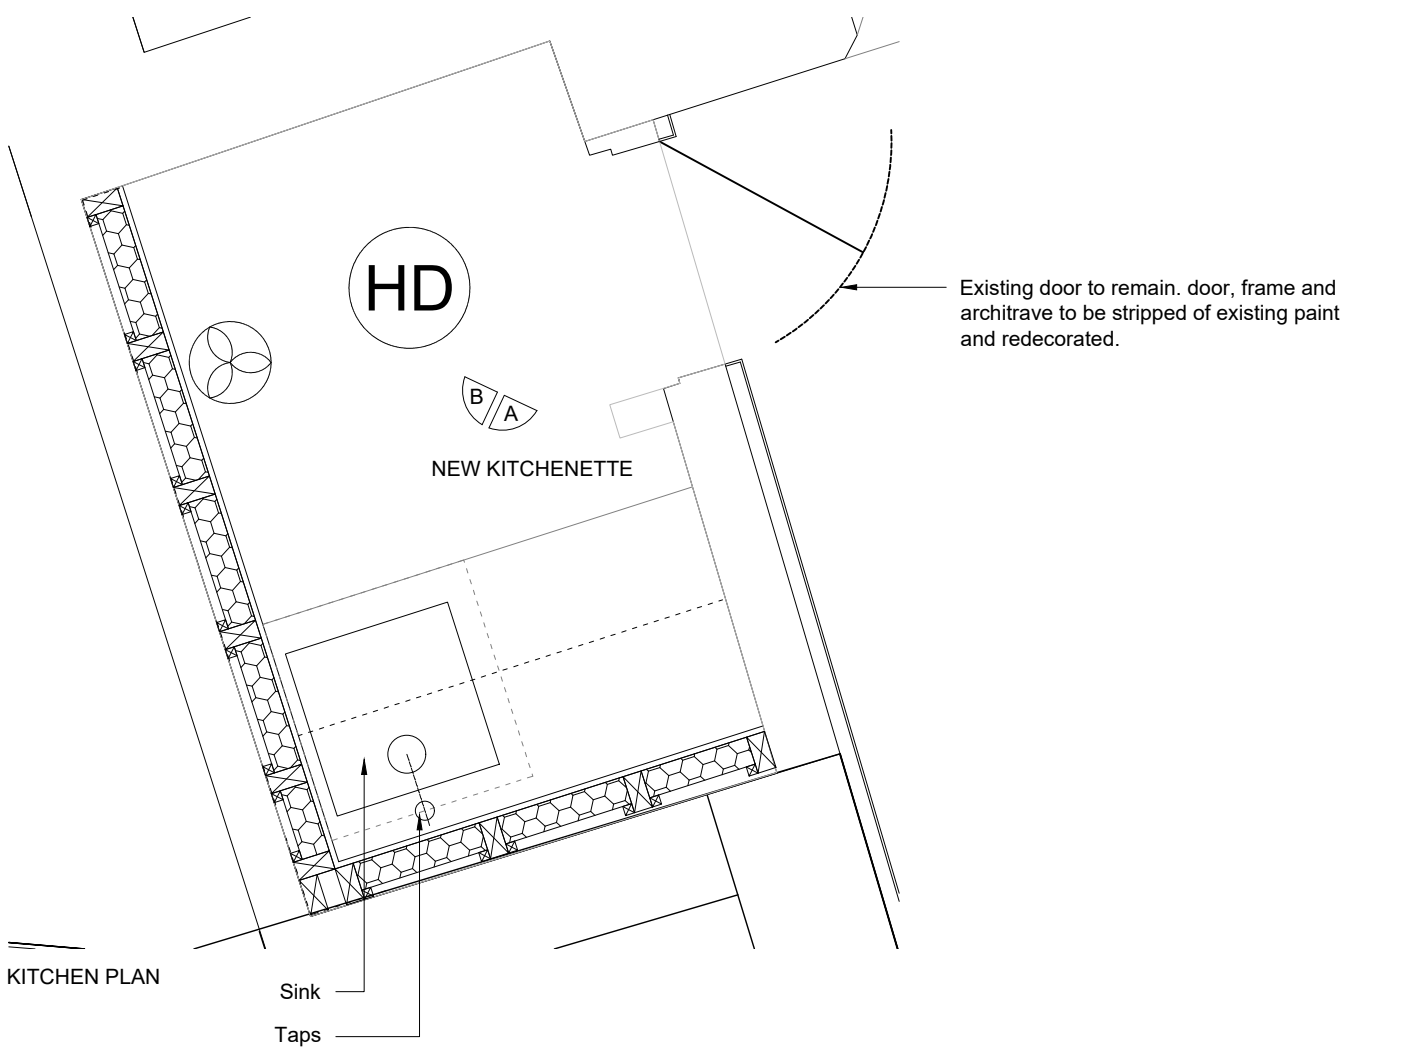 HD
Existing door to remain. door, frame and
architrave to be stripped of existing paint
and redecorated.
B
A
NEW KITCHENETTE
KITCHEN PLAN
Sink
Taps